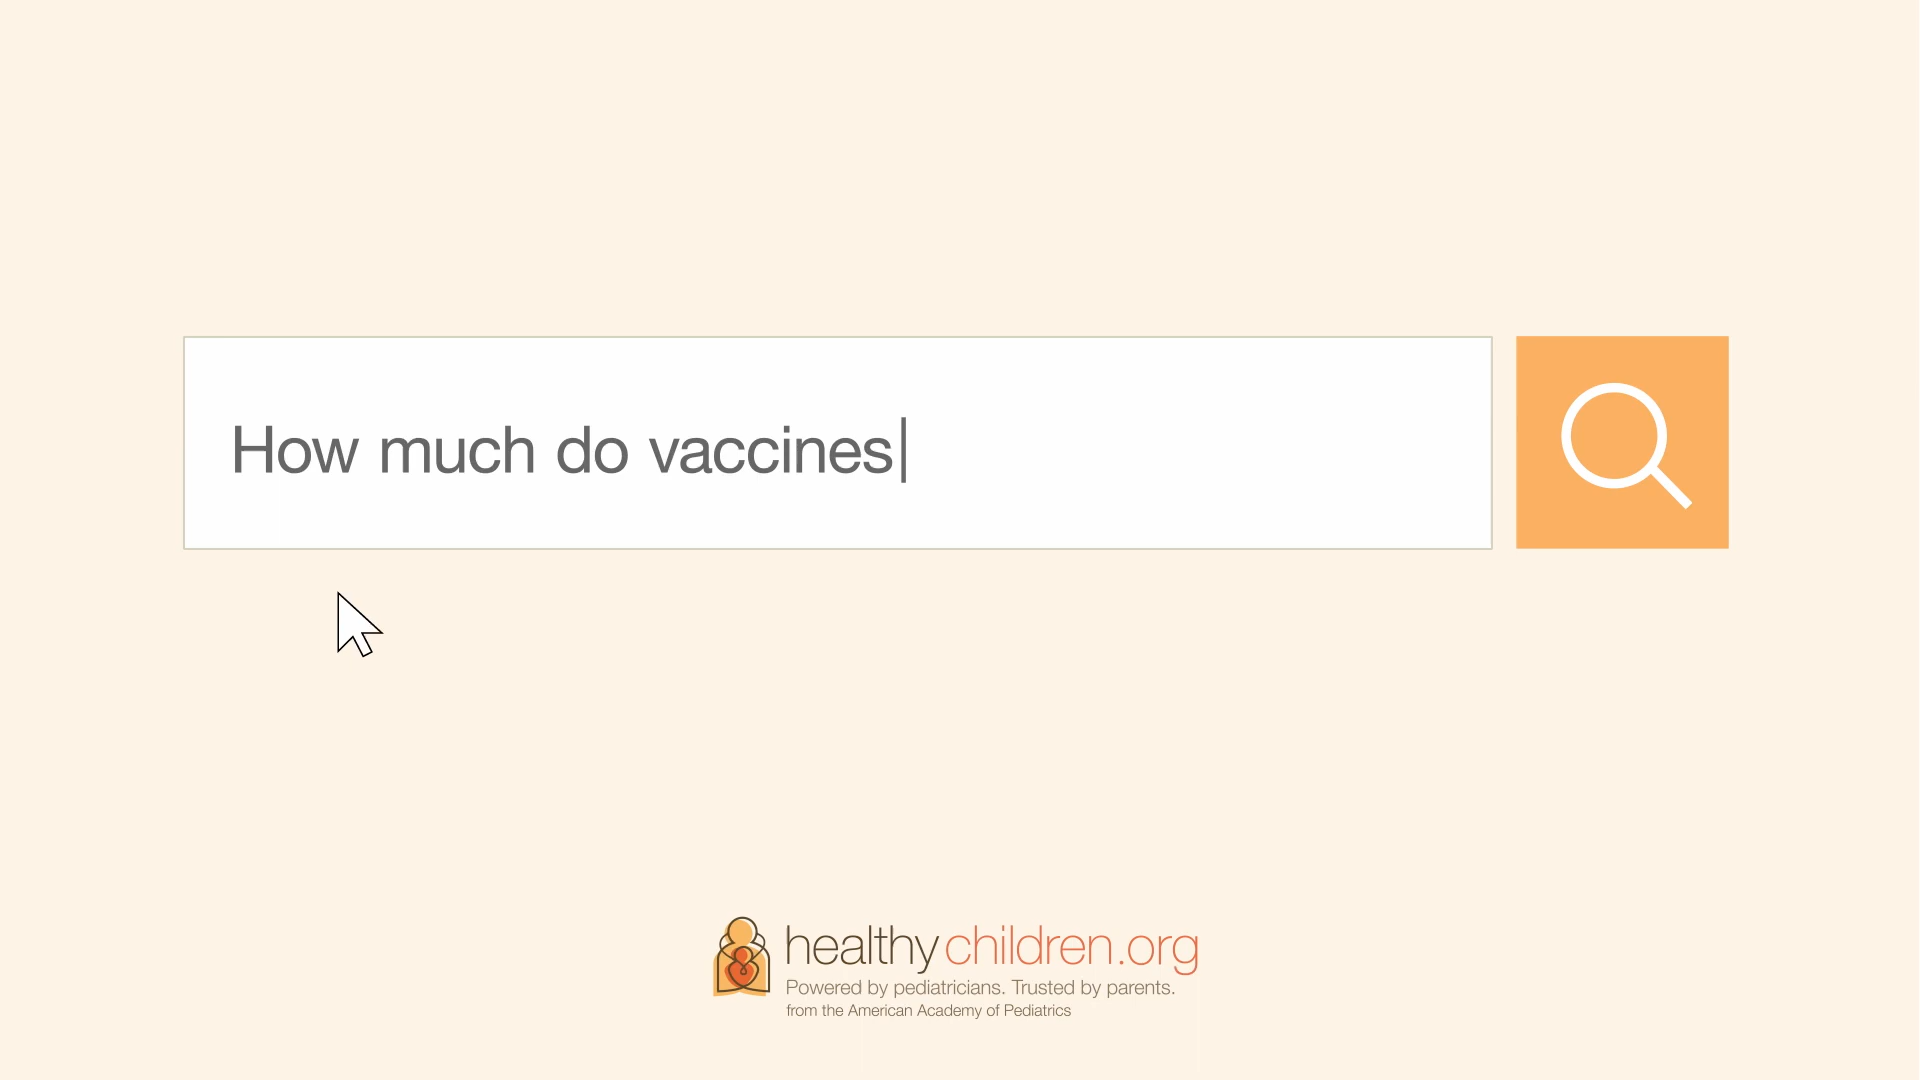 How much do vaccines
healthychildren.org
Powered by pediatricians. Trusted by parents.
from the American Academy of Pediatrics